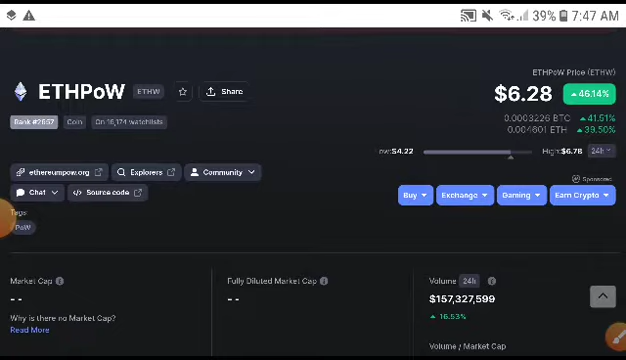 39% 7:47 AM
ETHPoW ETHW Share
ETHPoW Price (ETHW)
$6.28 46.14%
Rank #2667 Coin On 16,174 watchlists
0.0003226 BTC 41.51%
0.004601 ETH 39.50%
Low:$4.22 High:$6.78 24h
ethereumpow.org Explorers Community
Chat Source code
Sponsored
Buy Exchange Gaming Earn Crypto
Tags
PoW
Market Cap
- -
Why is there no Market Cap?
Read More
Fully Diluted Market Cap
- -
Volume 24h
$157,327,599
16.53%
Volume / Market Cap